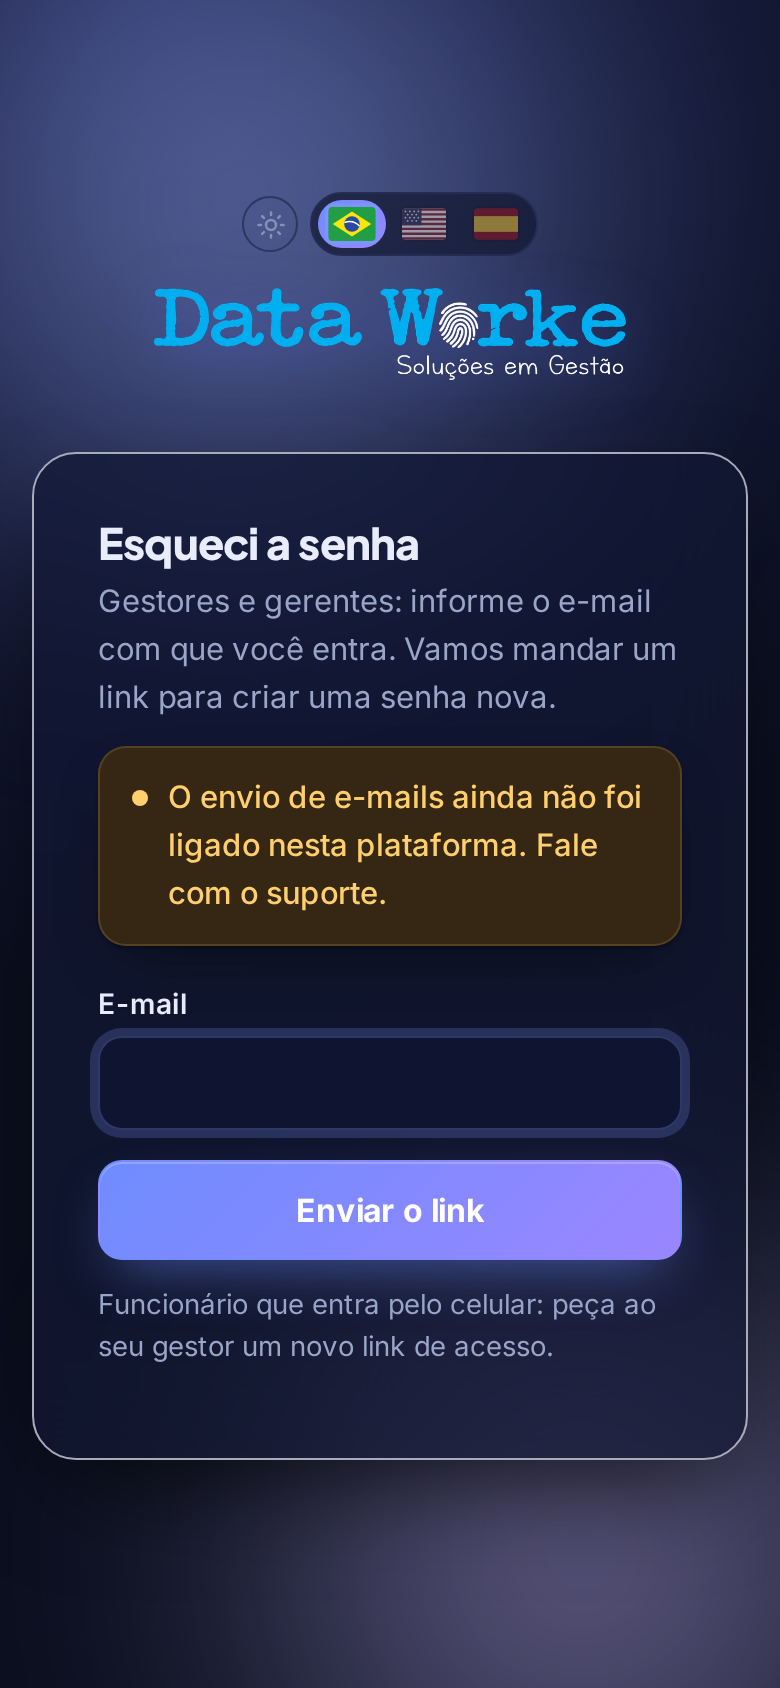 Data Worke
Soluções em Gestão
Esqueci a senha
Gestores e gerentes: informe o e-mail
com que você entra. Vamos mandar um
link para criar uma senha nova.
O envio de e-mails ainda não foi
ligado nesta plataforma. Fale
com o suporte.
E-mail
Enviar o link
Funcionário que entra pelo celular: peça ao
seu gestor um novo link de acesso.